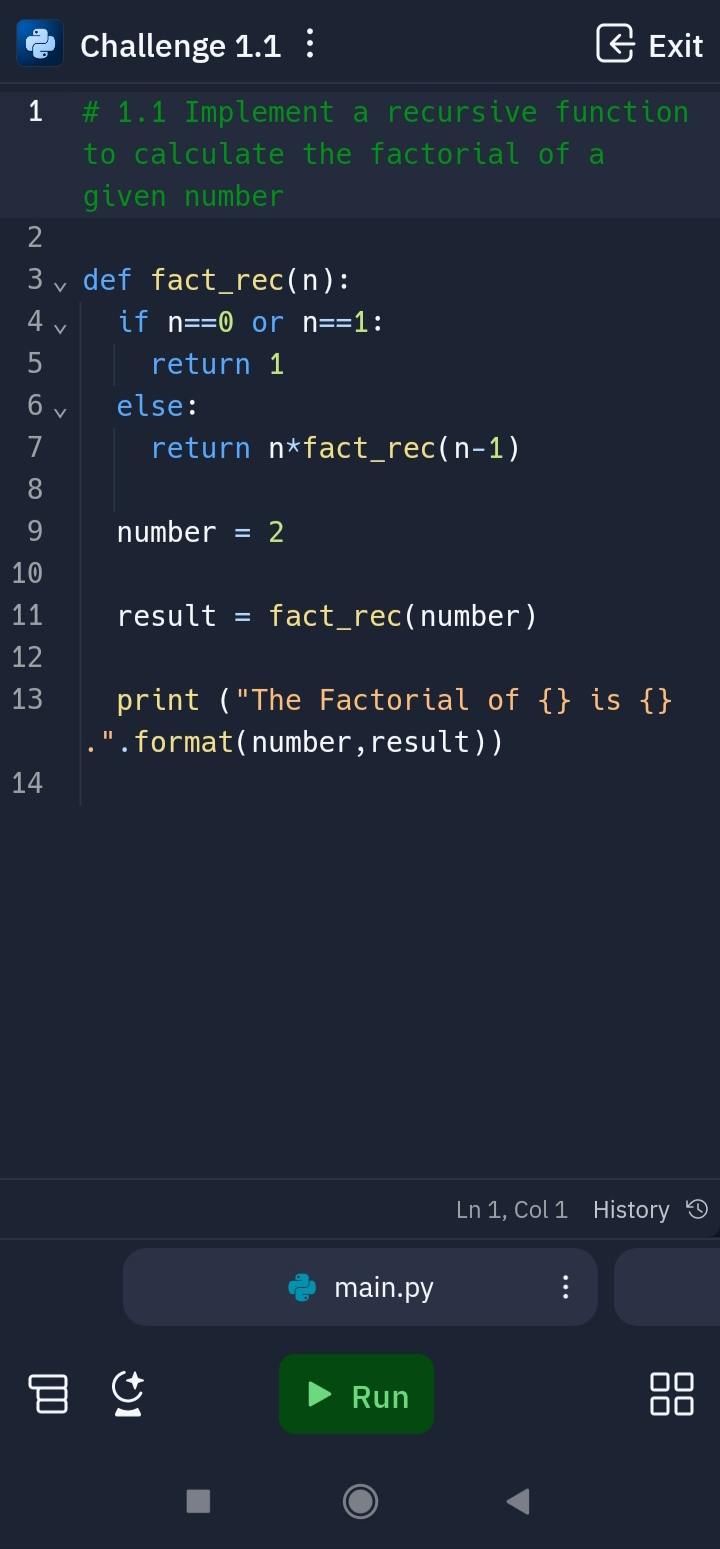 Challenge 1.1
Exit
1 # 1.1 Implement a recursive function
to calculate the factorial of a
given number
2
3 def fact_rec(n):
4 if n==0 or n==1:
5 return 1
6 else:
7 return n*fact_rec(n-1)
8
9 number = 2
10
11 result = fact_rec(number)
12
13 print ("The Factorial of {} is {}
.".format(number,result))
14
Ln 1, Col 1 History
main.py
Run